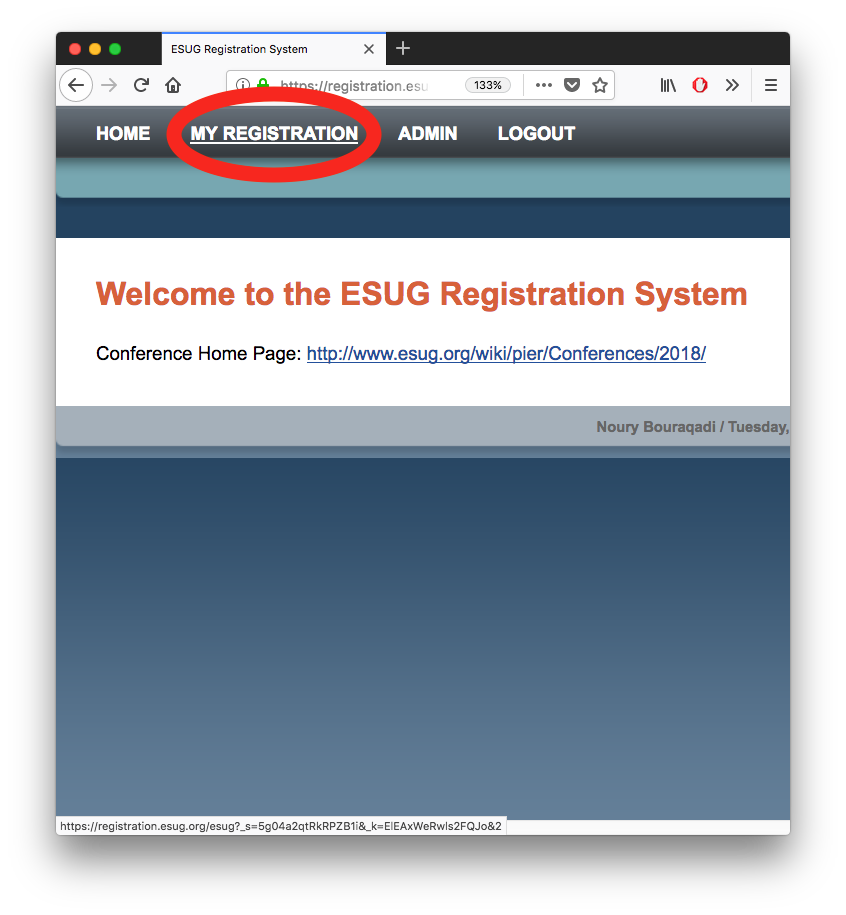 ESUG Registration System
https://registration.esu
133%
HOME MY REGISTRATION ADMIN LOGOUT
Welcome to the ESUG Registration System
Conference Home Page: http://www.esug.org/wiki/pier/Conferences/2018/
Noury Bouraqadi / Tuesday,
https://registration.esug.org/esug?_s=5g04a2qtRkRPZB1i&_k=ElEAxWeRwls2FQJo&2